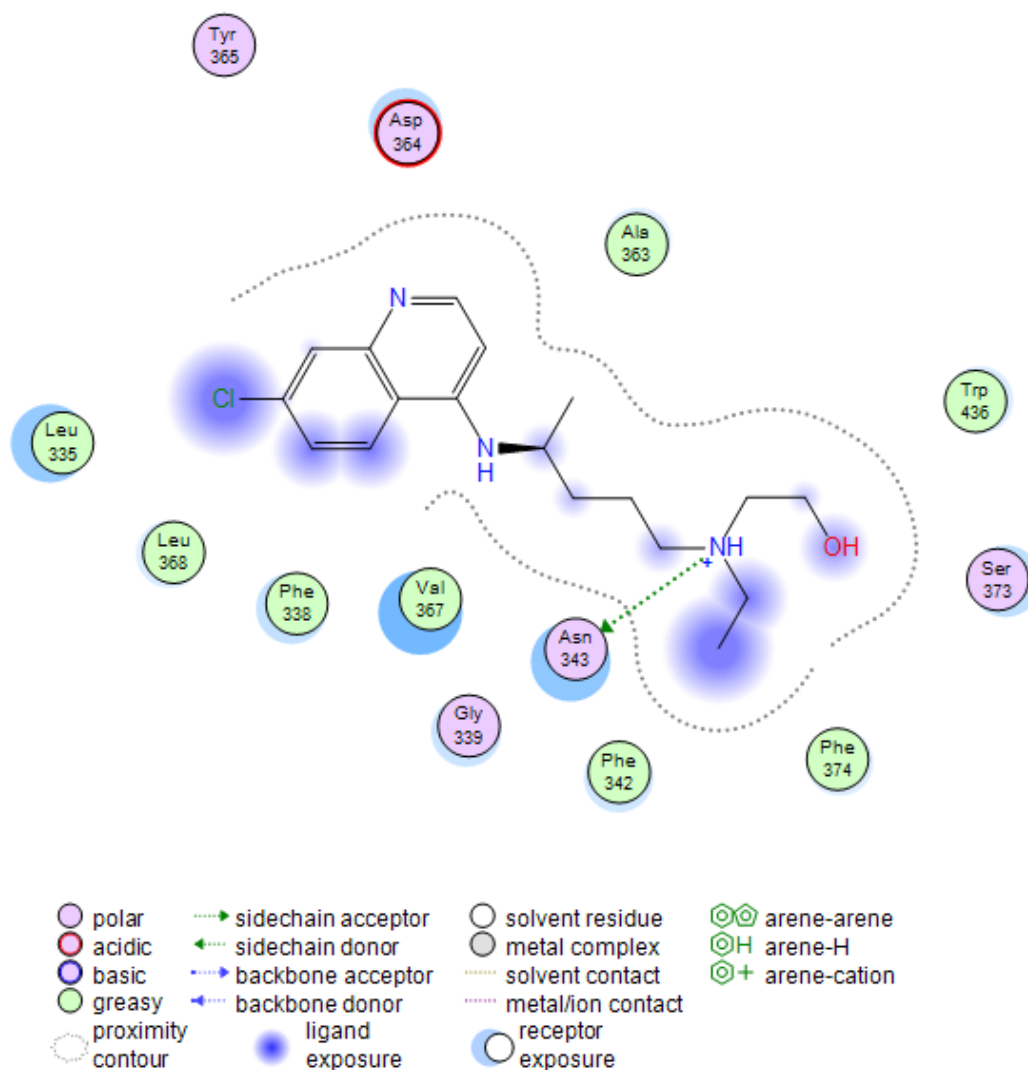 Tyr
365
Asp
364
Ala
363
N
Cl
Trp
436
Leu
335
N
H
Leu
368
NH
+
OH
Ser
373
Phe
338
Val
367
Asn
343
Gly
339
Phe
342
Phe
374
polar
acidic
basic
greasy
proximity
contour
sidechain acceptor
sidechain donor
backbone acceptor
backbone donor
ligand
exposure
solvent residue
metal complex
solvent contact
metal/ion contact
receptor
exposure
arene-arene
H arene-H
+ arene-cation